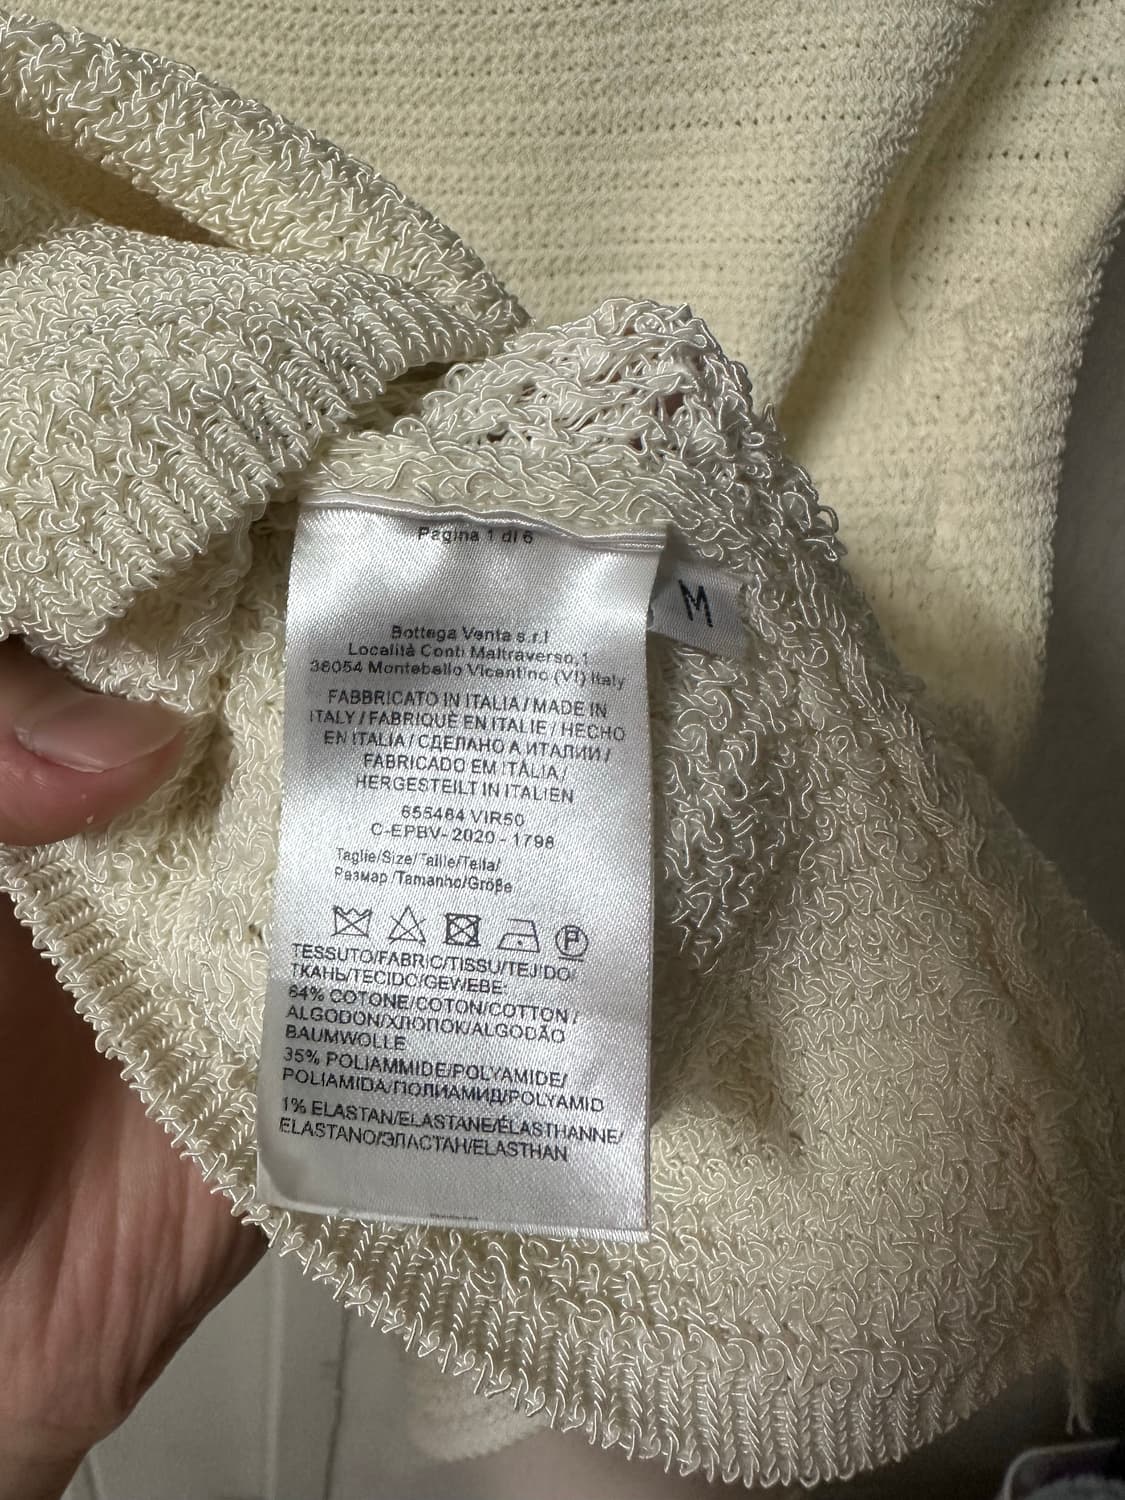 Pagina 1 di 6
M
Bottega Venta s.r.l
Località Conti Maltraverso,1
36054 Montebello Vicentino (VI) Italy
FABBRICATO IN ITALIA / MADE IN
ITALY / FABRIQUÉ EN ITALIE / HECHO
EN ITALIA / СДЕЛАНО А ИТАЛИИ /
FABRICADO EM ITÁLIA /
HERGESTEILT IN ITALIEN
655464 VIR50
C-EPBV- 2020 - 1798
Taglie/Size/Taille/Talla/
Размар /Tamanho/Größe
P
TESSUTO/FABRIC/TISSU/TEJIDO/
ТКАНЬ/TECIDO/GEWEBE:
64% COTONE/COTON/COTTON /
ALGODON/ХЛОПОК/ALGODÃO
BAUMWOLLE
35% POLIAMMIDE/POLYAMIDE/
POLIAMIDA/ПОЛИАМИД/POLYAMID
1% ELASTAN/ELASTANE/ÉLASTHANNE/
ELASTANO/ЭЛАСТАН/ELASTHAN